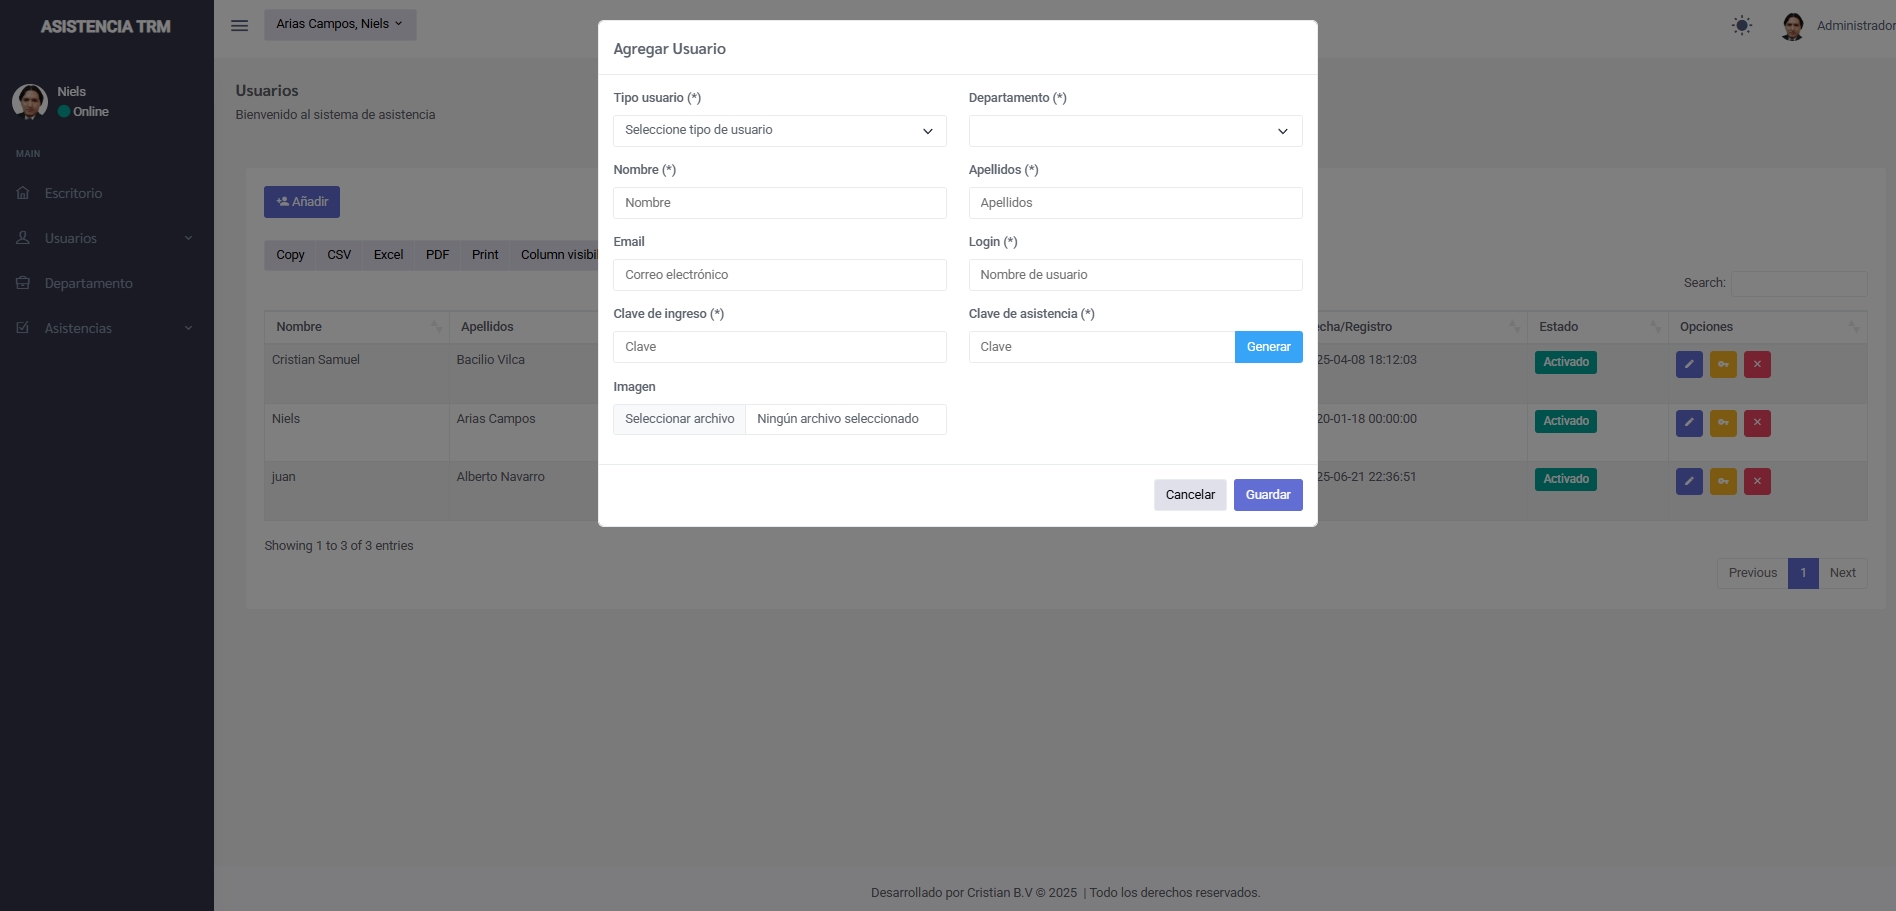 ASISTENCIA TRM
Arias Campos, Niels
Administrador
Niels
Online
MAIN
Escritorio
Usuarios
Departamento
Asistencias
Usuarios
Bienvenido al sistema de asistencia
Añadir
Copy CSV Excel PDF Print Column
Search:
Nombre Apellidos Estado Opciones
Cristian Samuel Bacilio Vilca 25-04-08 18:12:03 Activado
Niels Arias Campos 20-01-18 00:00:00 Activado
juan Alberto Navarro 25-06-21 22:36:51 Activado
Showing 1 to 3 of 3 entries
Previous 1 Next
Agregar Usuario
Tipo usuario (*) Departamento (*)
Seleccione tipo de usuario
Nombre (*) Apellidos (*)
Nombre Apellidos
Email Login (*)
Correo electrónico Nombre de usuario
Clave de ingreso (*) Clave de asistencia (*)
Clave Clave Generar
Imagen
Seleccionar archivo Ningún archivo seleccionado
Cancelar Guardar
Desarrollado por Cristian B.V © 2025 | Todo los derechos reservados.